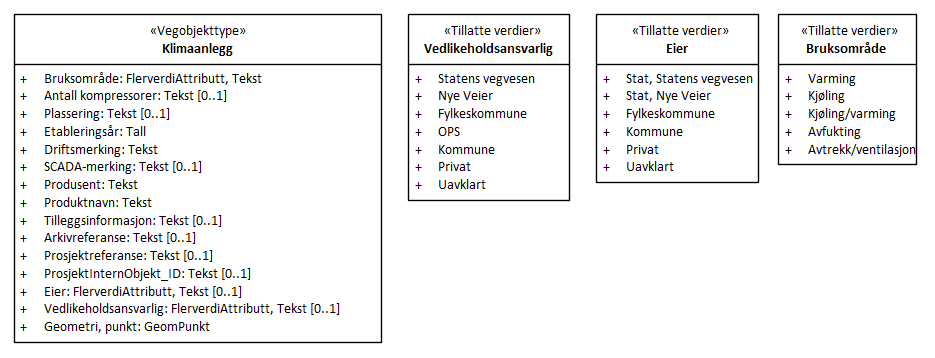 «Vegobjekttype»
Klimaanlegg
+ Bruksområde: FlerverdiAttributt, Tekst
+ Antall kompressorer: Tekst [0..1]
+ Plassering: Tekst [0..1]
+ Etableringsår: Tall
+ Driftsmerking: Tekst
+ SCADA-merking: Tekst [0..1]
+ Produsent: Tekst
+ Produktnavn: Tekst
+ Tilleggsinformasjon: Tekst [0..1]
+ Arkivreferanse: Tekst [0..1]
+ Prosjektreferanse: Tekst [0..1]
+ ProsjektInternObjekt_ID: Tekst [0..1]
+ Eier: FlerverdiAttributt, Tekst [0..1]
+ Vedlikeholdsansvarlig: FlerverdiAttributt, Tekst [0..1]
+ Geometri, punkt: GeomPunkt
«Tillatte verdier»
Vedlikeholdsansvarlig
+ Statens vegvesen
+ Nye Veier
+ Fylkeskommune
+ OPS
+ Kommune
+ Privat
+ Uavklart
«Tillatte verdier»
Eier
+ Stat, Statens vegvesen
+ Stat, Nye Veier
+ Fylkeskommune
+ Kommune
+ Privat
+ Uavklart
«Tillatte verdier»
Bruksområde
+ Varming
+ Kjøling
+ Kjøling/varming
+ Avfukting
+ Avtrekk/ventilasjon